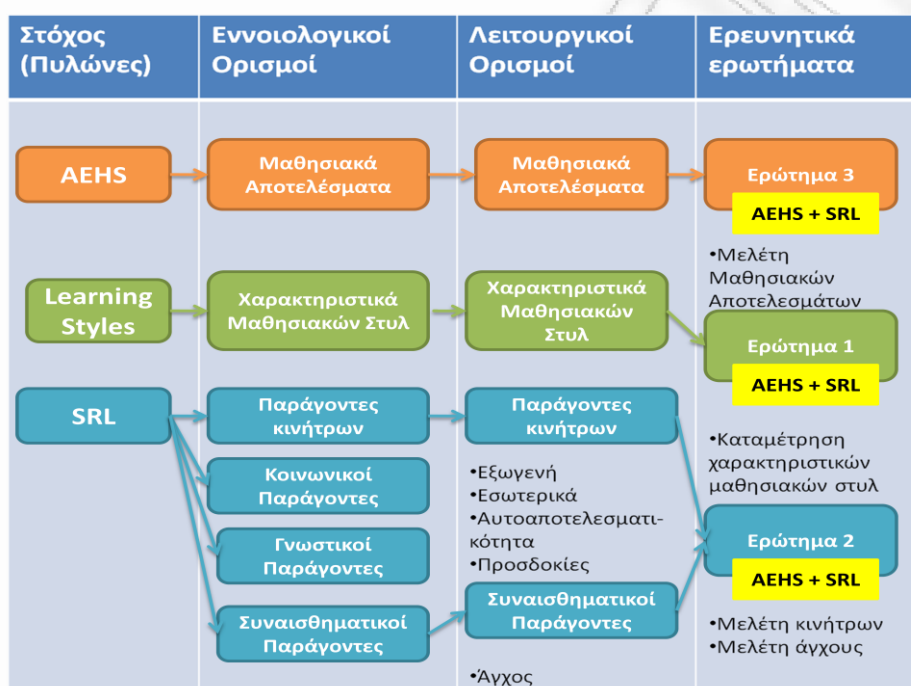 Στόχος
(Πυλώνες)
Εννοιολογικοί
Ορισμοί
Λειτουργικοί
Ορισμοί
Ερευνητικά
ερωτήματα
AEHS
Μαθησιακά
Αποτελέσματα
Μαθησιακά
Αποτελέσματα
Ερώτημα 3
AEHS + SRL
•Μελέτη
Μαθησιακών
Αποτελεσμάτων
Learning
Styles
Χαρακτηριστικά
Μαθησιακών Στυλ
Χαρακτηριστικά
Μαθησιακών
Στυλ
Ερώτημα 1
AEHS + SRL
•Καταμέτρηση
χαρακτηριστικών
μαθησιακών στυλ
SRL
Παράγοντες
κινήτρων
Κοινωνικοί
Παράγοντες
Γνωστικοί
Παράγοντες
Συναισθηματικοί
Παράγοντες
Παράγοντες
κινήτρων
•Εξωγενή
•Εσωτερικά
•Αυτοαποτελεσματι-
κότητα
•Προσδοκίες
Συναισθηματικοί
Παράγοντες
•Άγχος
Ερώτημα 2
AEHS + SRL
•Μελέτη κινήτρων
•Μελέτη άγχους